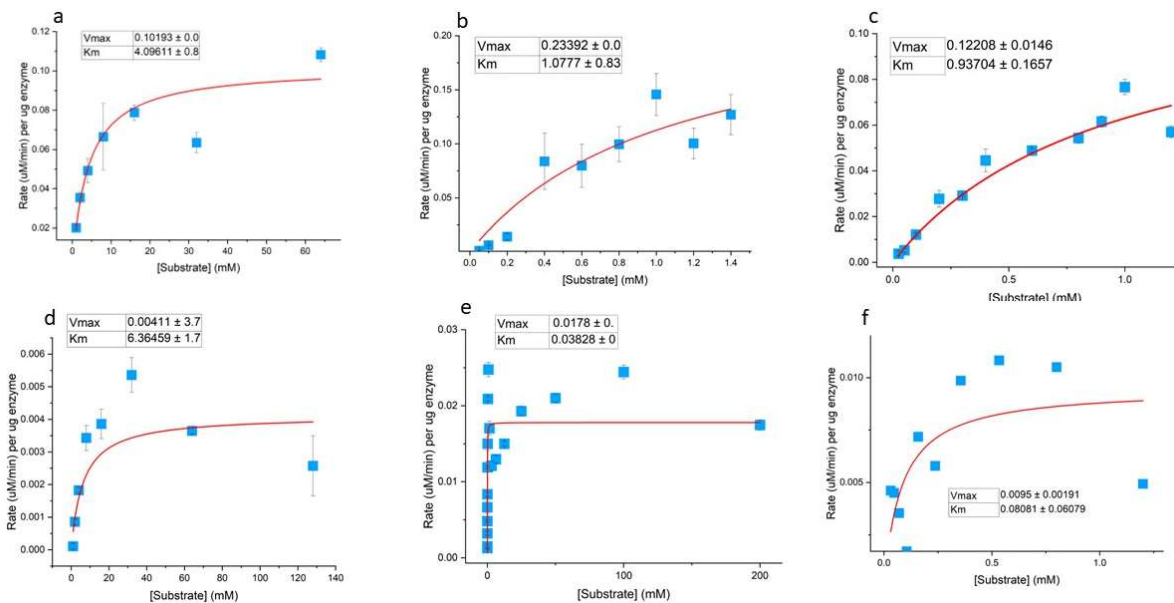 a
Vmax 0.10193 ± 0.0
Km 4.09611 ± 0.8
Rate (uM/min) per ug enzyme
0.12
0.10
0.08
0.06
0.04
0.02
0 10 20 30 40 50 60
[Substrate] (mM)
b
Vmax 0.23392 ± 0.0
Km 1.0777 ± 0.83
Rate (uM/min) per ug enzyme
0.20
0.15
0.10
0.05
0.0 0.2 0.4 0.6 0.8 1.0 1.2 1.4
[Substrate] (mM)
c
Vmax 0.12208 ± 0.0146
Km 0.93704 ± 0.1657
Rate (uM/min) per ug enzyme
0.10
0.08
0.06
0.04
0.02
0.00
0.0 0.5 1.0
[Substrate] (mM)
d
Vmax 0.00411 ± 3.7
Km 6.36459 ± 1.7
Rate (uM/min) per ug enzyme
0.006
0.005
0.004
0.003
0.002
0.001
0.000
0 20 40 60 80 100 120 140
[Substrate] (mM)
e
Vmax 0.0178 ± 0.
Km 0.03828 ± 0
Rate (uM/min) per ug enzyme
0.03
0.02
0.01
0.00
0 100 200
[Substrate] (mM)
f
Rate (uM/min) per ug enzyme
0.010
0.005
Vmax 0.0095 ± 0.00191
Km 0.08081 ± 0.06079
0.0 0.5 1.0
[Substrate] (mM)